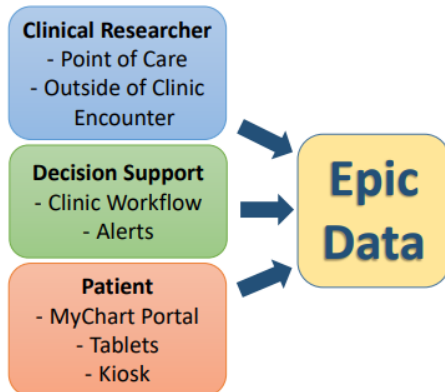 Clinical Researcher
- Point of Care
- Outside of Clinic
Encounter
Decision Support
- Clinic Workflow
- Alerts
Patient
- MyChart Portal
- Tablets
- Kiosk
Epic
Data